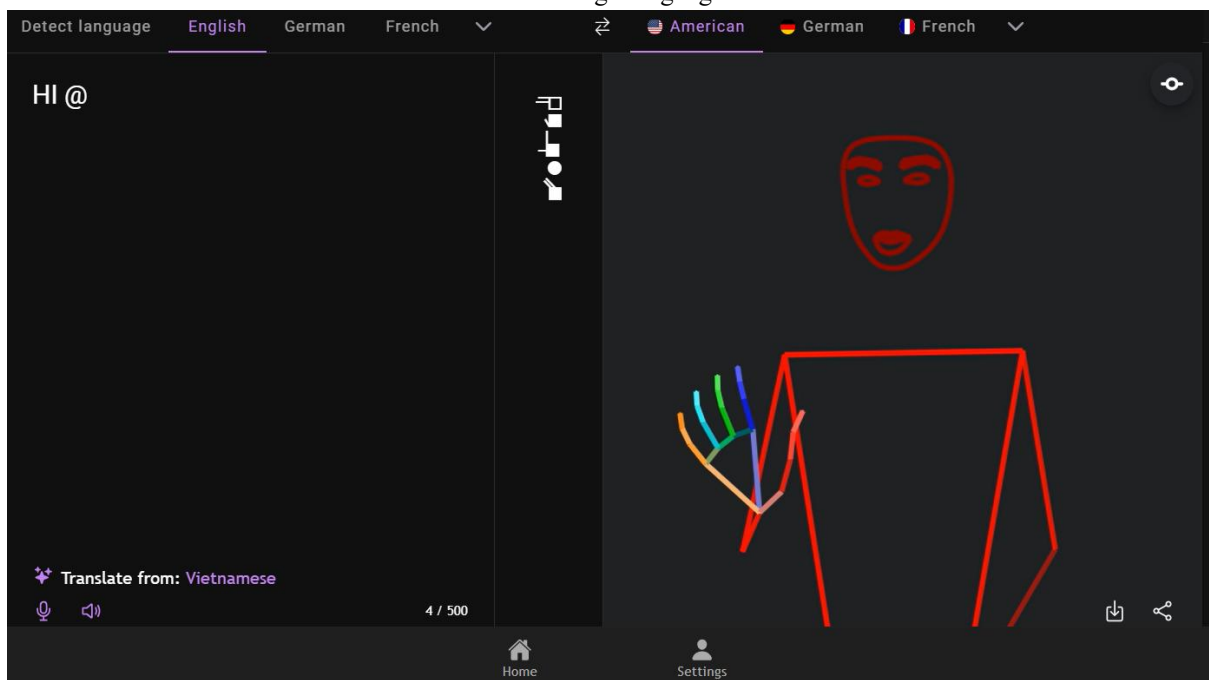 Detect language English German French American German French
HI @
Translate from: Vietnamese
4 / 500
Home Settings